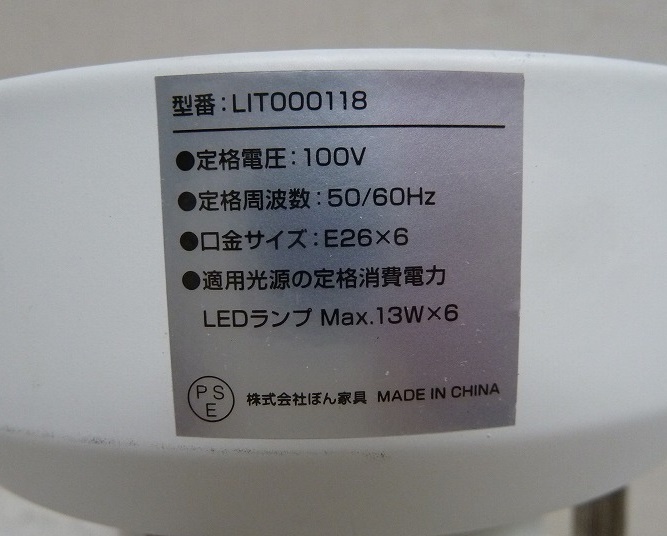 型番：LIT000118
●定格電圧：100V
●定格周波数：50/60Hz
●口金サイズ：E26×6
●適用光源の定格消費電力
LEDランプ Max.13W×6
PSE 株式会社ぼん家具 MADE IN CHINA